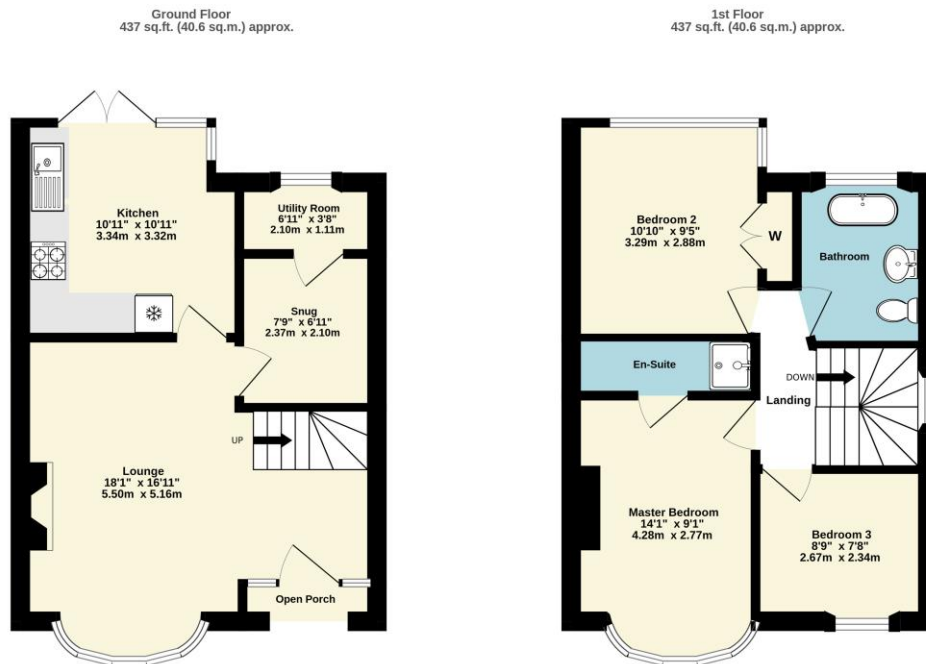 Ground Floor
437 sq.ft. (40.6 sq.m.) approx.
Kitchen
10'11" x 10'11"
3.34m x 3.32m
Utility Room
6'11" x 3'8"
2.10m x 1.11m
Snug
7'9" x 6'11"
2.37m x 2.10m
UP
Lounge
18'1" x 16'11"
5.50m x 5.16m
Open Porch
1st Floor
437 sq.ft. (40.6 sq.m.) approx.
Bedroom 2
10'10" x 9'5"
3.29m x 2.88m
W
Bathroom
En-Suite
DOWN
Landing
Master Bedroom
14'1" x 9'1"
4.28m x 2.77m
Bedroom 3
8'9" x 7'8"
2.67m x 2.34m